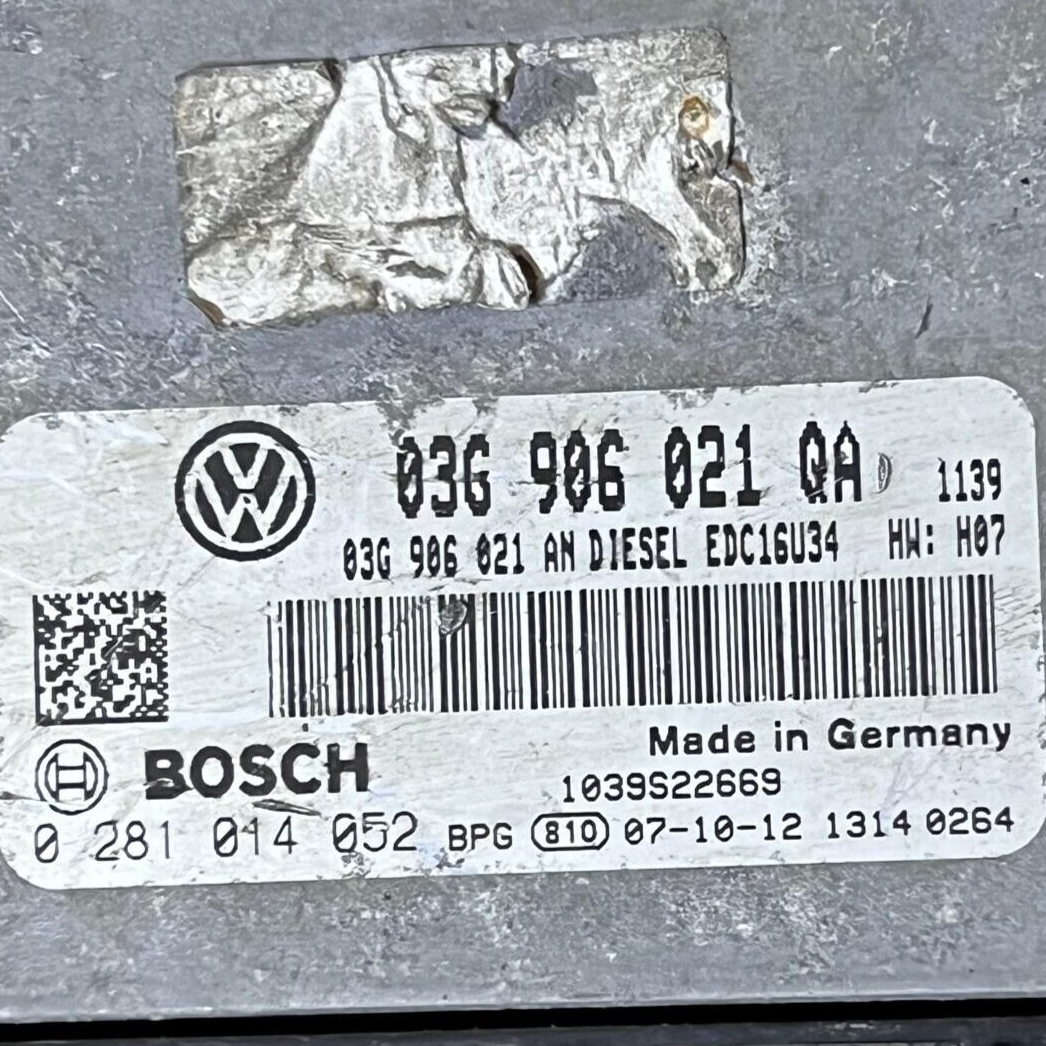 03G 906 021 QA 1139
03G 906 021 AN DIESEL EDC16U34 HW: H07
BOSCH
Made in Germany
1039S22669
0 281 014 052 BPG 810 07-10-12 1314 0264